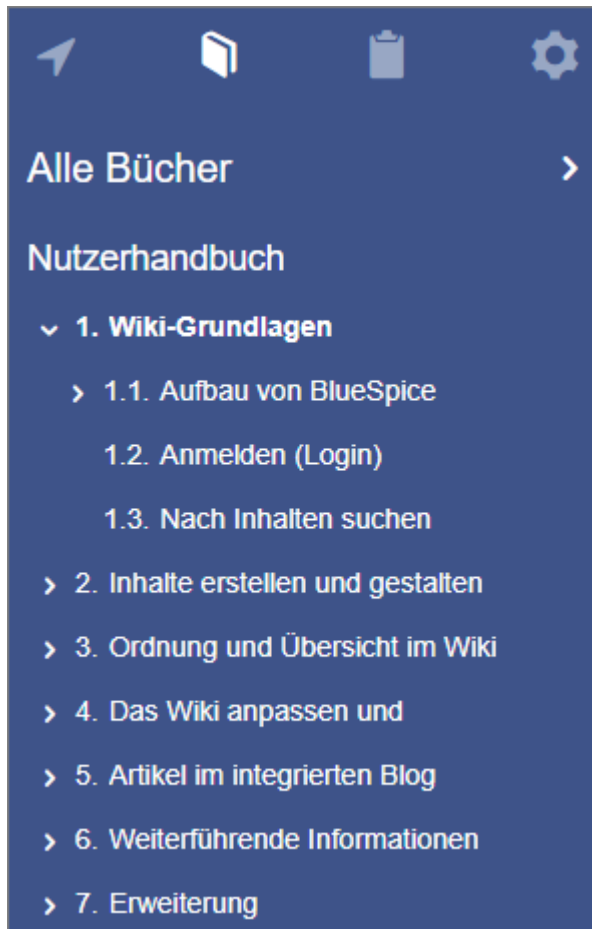 Alle Bücher
Nutzerhandbuch
1. Wiki-Grundlagen
1.1. Aufbau von BlueSpice
1.2. Anmelden (Login)
1.3. Nach Inhalten suchen
2. Inhalte erstellen und gestalten
3. Ordnung und Übersicht im Wiki
4. Das Wiki anpassen und
5. Artikel im integrierten Blog
6. Weiterführende Informationen
7. Erweiterung